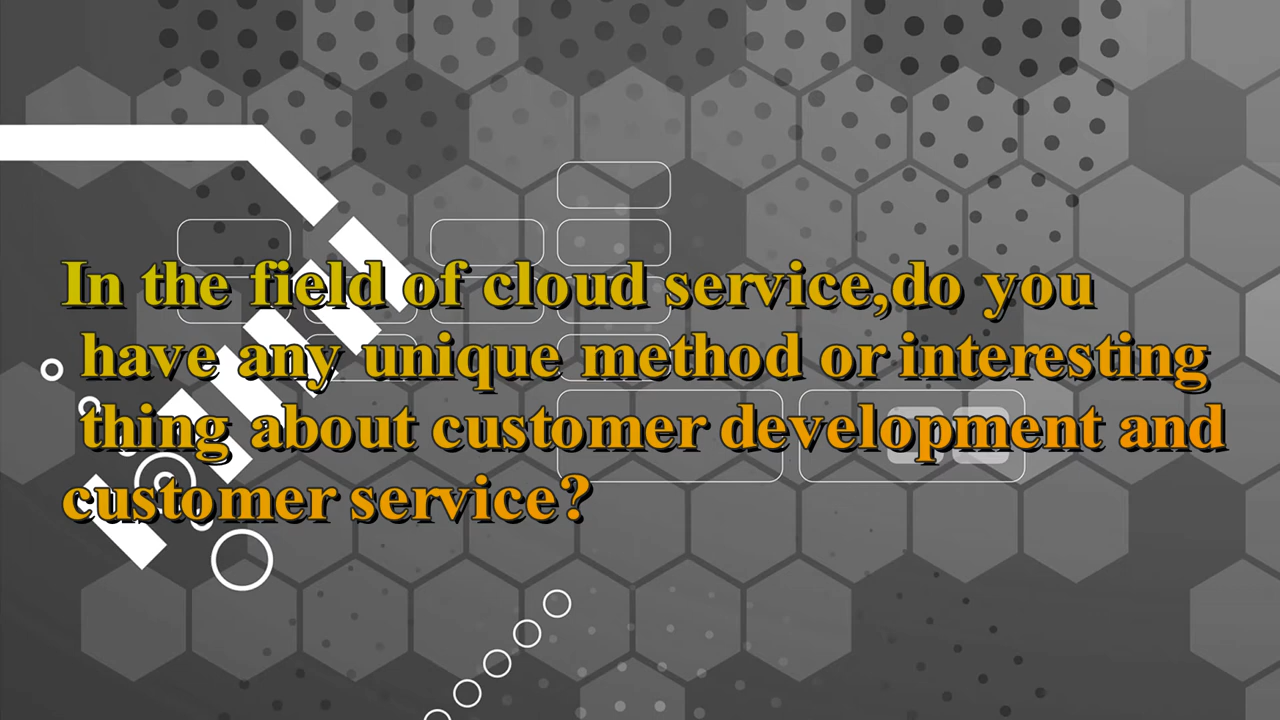 In the field of cloud service,do you
have any unique method or interesting
thing about customer development and
customer service?